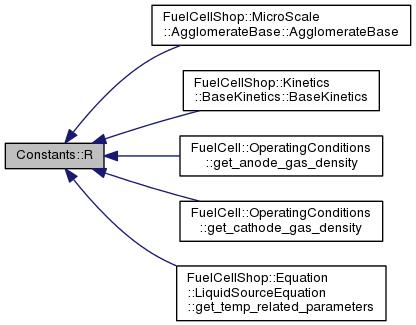 FuelCellShop::MicroScale
::AgglomerateBase::AgglomerateBase
FuelCellShop::Kinetics
::BaseKinetics::BaseKinetics
Constants::R
FuelCell::OperatingConditions
::get_anode_gas_density
FuelCell::OperatingConditions
::get_cathode_gas_density
FuelCellShop::Equation
::LiquidSourceEquation
::get_temp_related_parameters